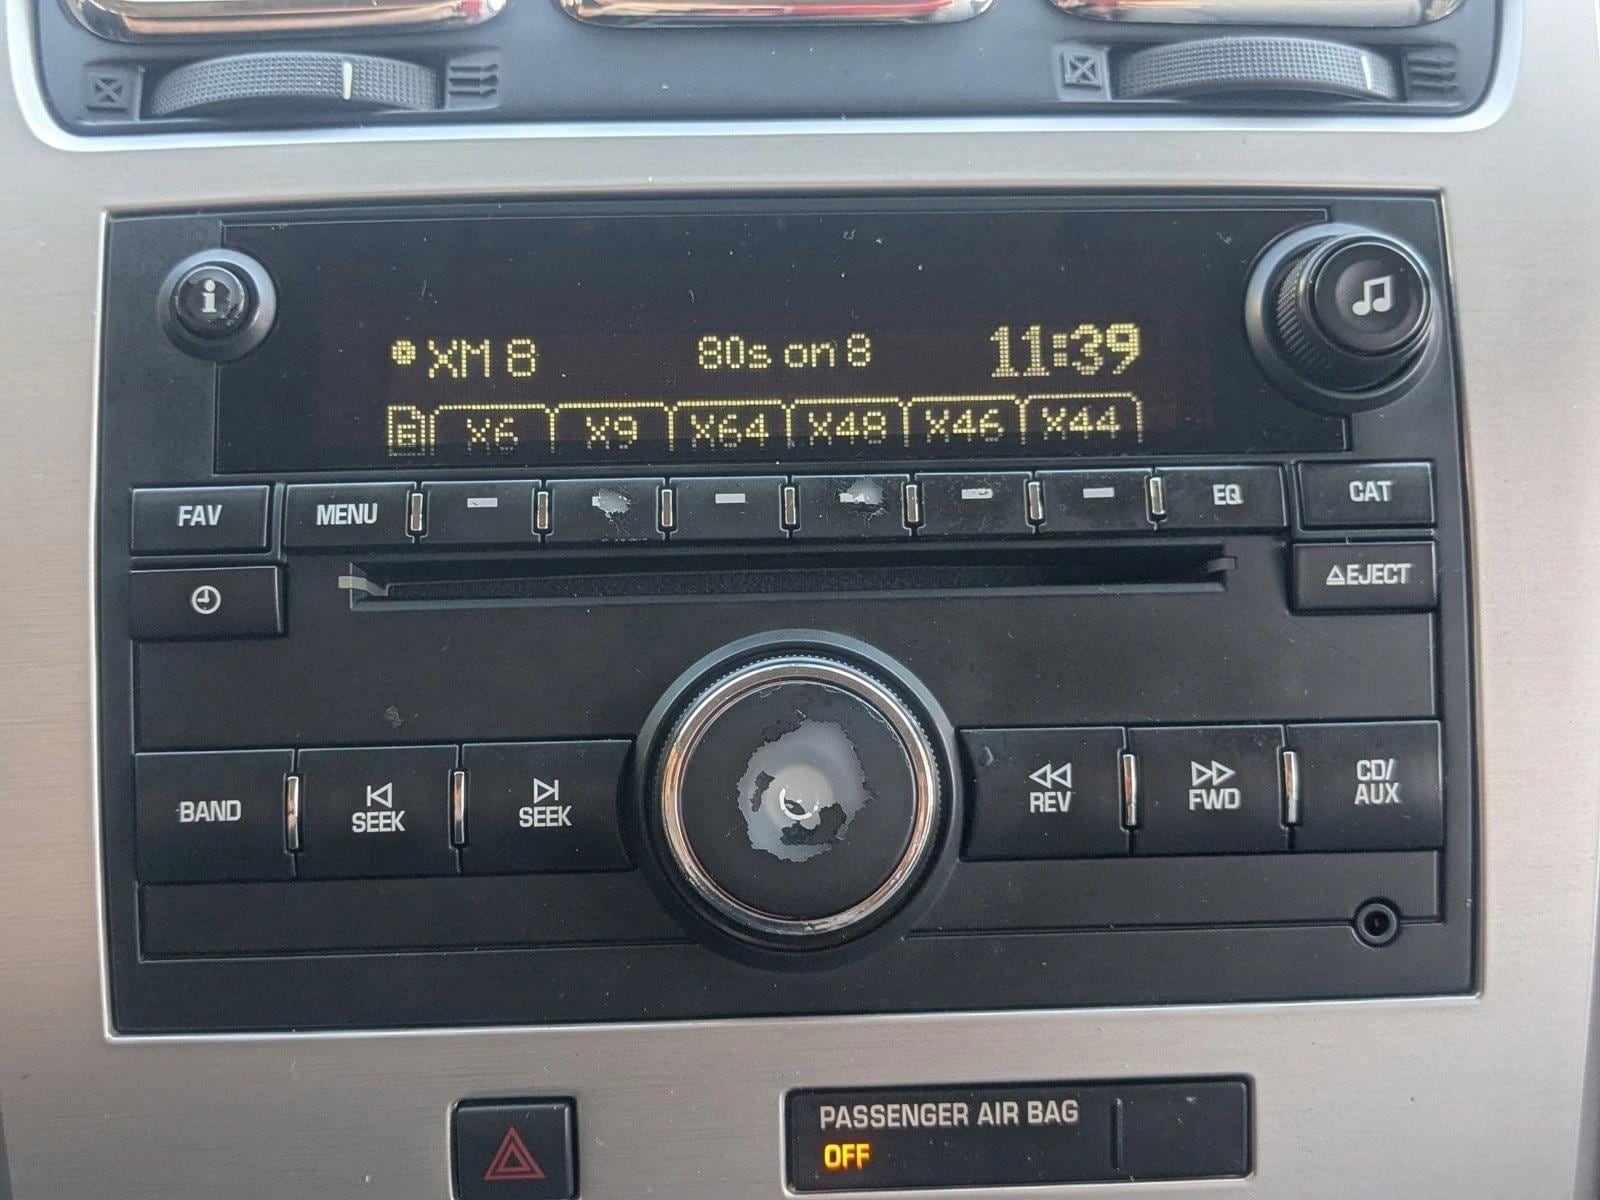 XM 8 80s on 8 11:39
6 X6 X9 X64 X48 X46 X44
FAV MENU EQ CAT
EJECT
BAND SEEK SEEK REV FWD CD/
AUX
PASSENGER AIR BAG
OFF